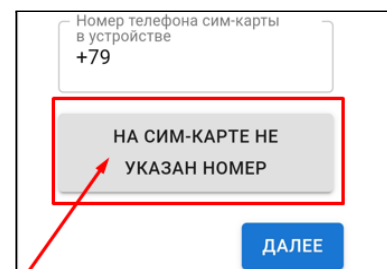 Номер телефона сим-карты
в устройстве
+79
НА СИМ-КАРТЕ НЕ
УКАЗАН НОМЕР
ДАЛЕЕ